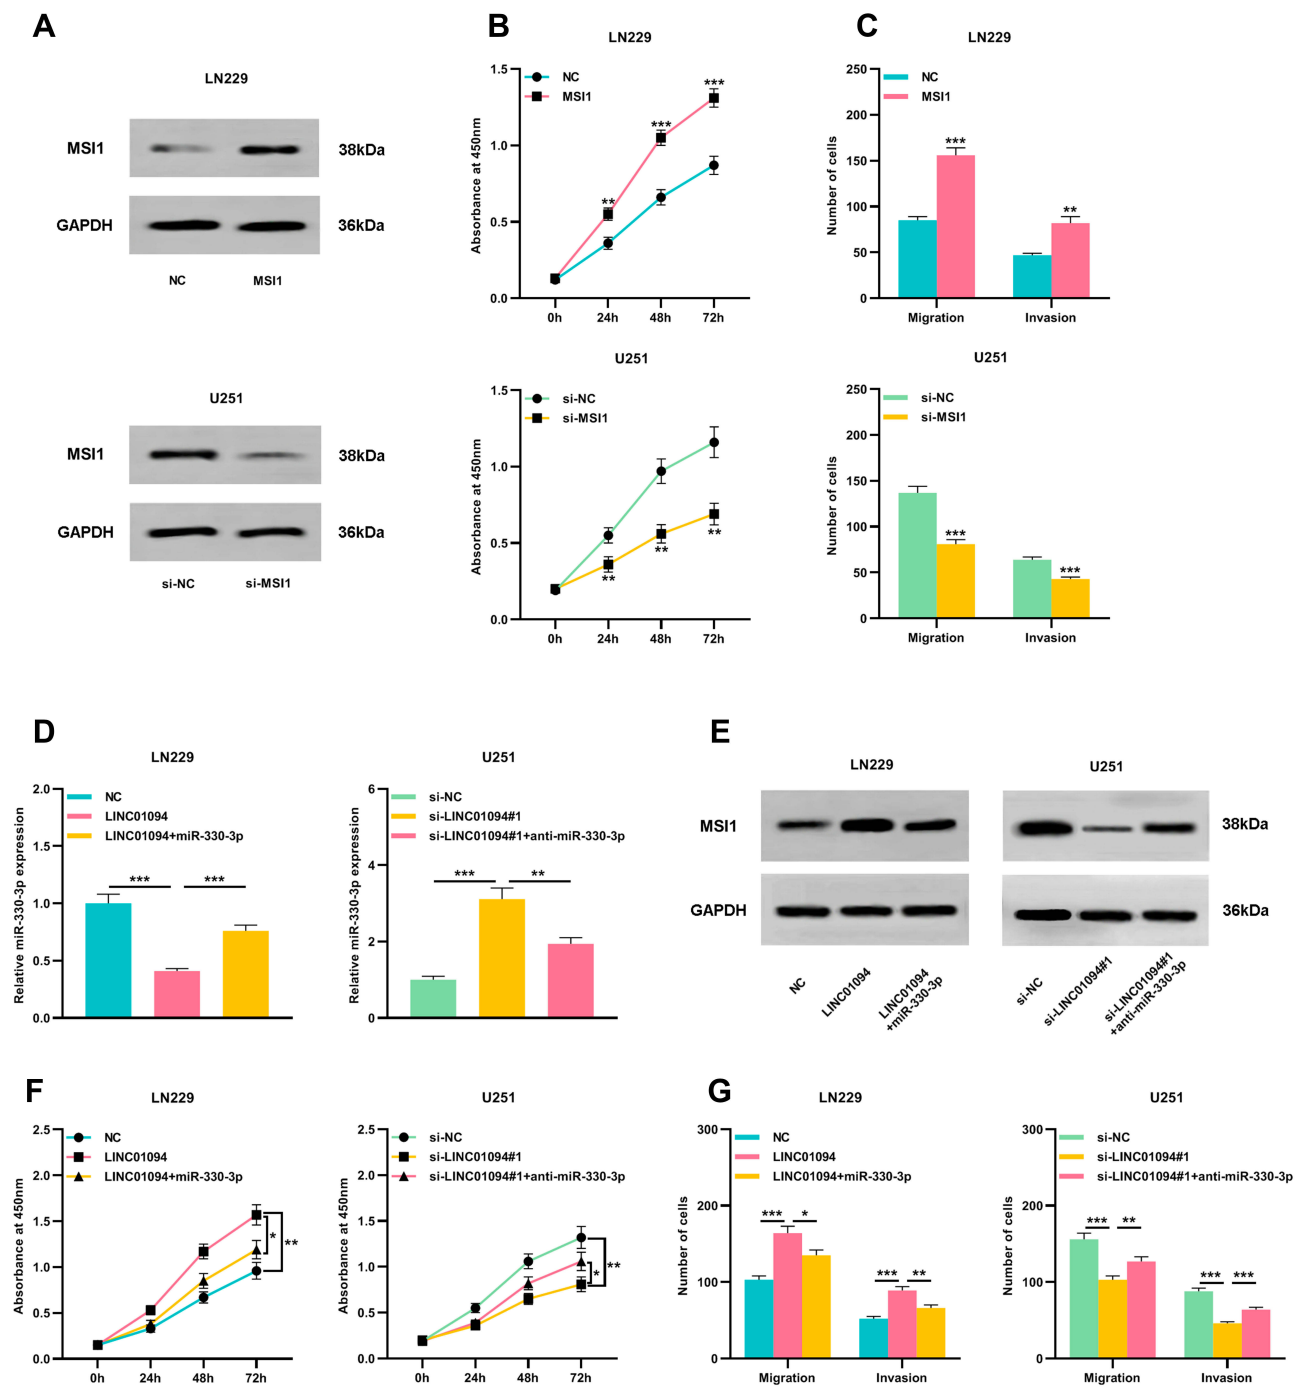 A
LN229
MSI1
38kDa
GAPDH
36kDa
NC
MSI1
U251
MSI1
38kDa
GAPDH
36kDa
si-NC
si-MSI1
B
LN229
NC
MSI1
Absorbance at 450nm
1.5
1.0
0.5
0.0
**
***
***
0h
24h
48h
72h
U251
si-NC
si-MSI1
Absorbance at 450nm
1.5
1.0
0.5
0.0
**
**
**
0h
24h
48h
72h
C
LN229
NC
MSI1
Number of cells
250
200
150
100
50
0
***
**
Migration
Invasion
U251
si-NC
si-MSI1
Number of cells
250
200
150
100
50
0
***
***
Migration
Invasion
D
LN229
NC
LINC01094
LINC01094+miR-330-3p
Relative miR-330-3p expression
2.0
1.5
1.0
0.5
0.0
***
***
U251
si-NC
si-LINC01094#1
si-LINC01094#1+anti-miR-330-3p
Relative miR-330-3p expression
6
4
2
0
***
**
E
LN229
U251
MSI1
38kDa
GAPDH
36kDa
NC
LINC01094
LINC01094
+miR-330-3p
si-NC
si-LINC01094#1
si-LINC01094#1
+anti-miR-330-3p
F
LN229
NC
LINC01094
LINC01094+miR-330-3p
Absorbance at 450nm
2.5
2.0
1.5
1.0
0.5
0.0
*
**
0h
24h
48h
72h
U251
si-NC
si-LINC01094#1
si-LINC01094#1+anti-miR-330-3p
Absorbance at 450nm
2.5
2.0
1.5
1.0
0.5
0.0
*
**
0h
24h
48h
72h
G
LN229
NC
LINC01094
LINC01094+miR-330-3p
Number of cells
300
200
100
0
***
*
***
**
Migration
Invasion
U251
si-NC
si-LINC01094#1
si-LINC01094#1+anti-miR-330-3p
Number of cells
300
200
100
0
***
**
***
***
Migration
Invasion